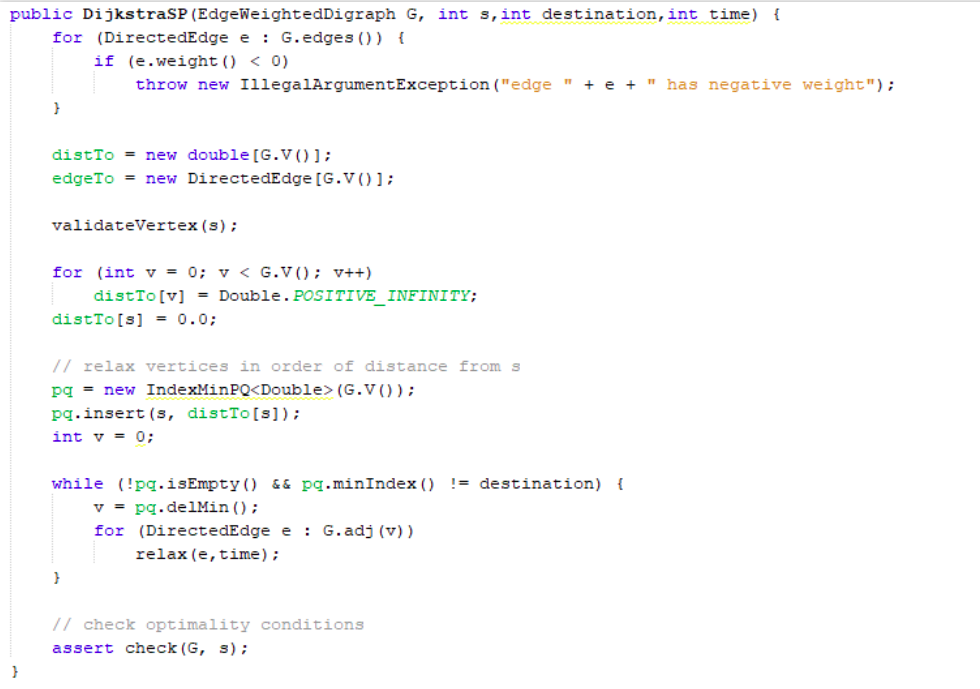 public DijkstraSP(EdgeWeightedDigraph G, int s,int destination,int time) {
    for (DirectedEdge e : G.edges()) {
        if (e.weight() < 0)
            throw new IllegalArgumentException("edge " + e + " has negative weight");
    }
    distTo = new double[G.V()];
    edgeTo = new DirectedEdge[G.V()];
    validateVertex(s);
    for (int v = 0; v < G.V(); v++)
        distTo[v] = Double.POSITIVE_INFINITY;
    distTo[s] = 0.0;
    // relax vertices in order of distance from s
    pq = new IndexMinPQ<Double>(G.V());
    pq.insert(s, distTo[s]);
    int v = 0;
    while (!pq.isEmpty() && pq.minIndex() != destination) {
        v = pq.delMin();
        for (DirectedEdge e : G.adj(v))
            relax(e,time);
    }
    // check optimality conditions
    assert check(G, s);
}